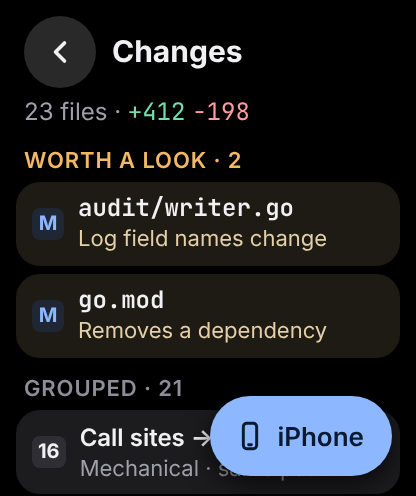 Changes
23 files · +412 -198
WORTH A LOOK · 2
M
audit/writer.go
Log field names change
M
go.mod
Removes a dependency
GROUPED · 21
16
Call sites →
Mechanical ·
iPhone